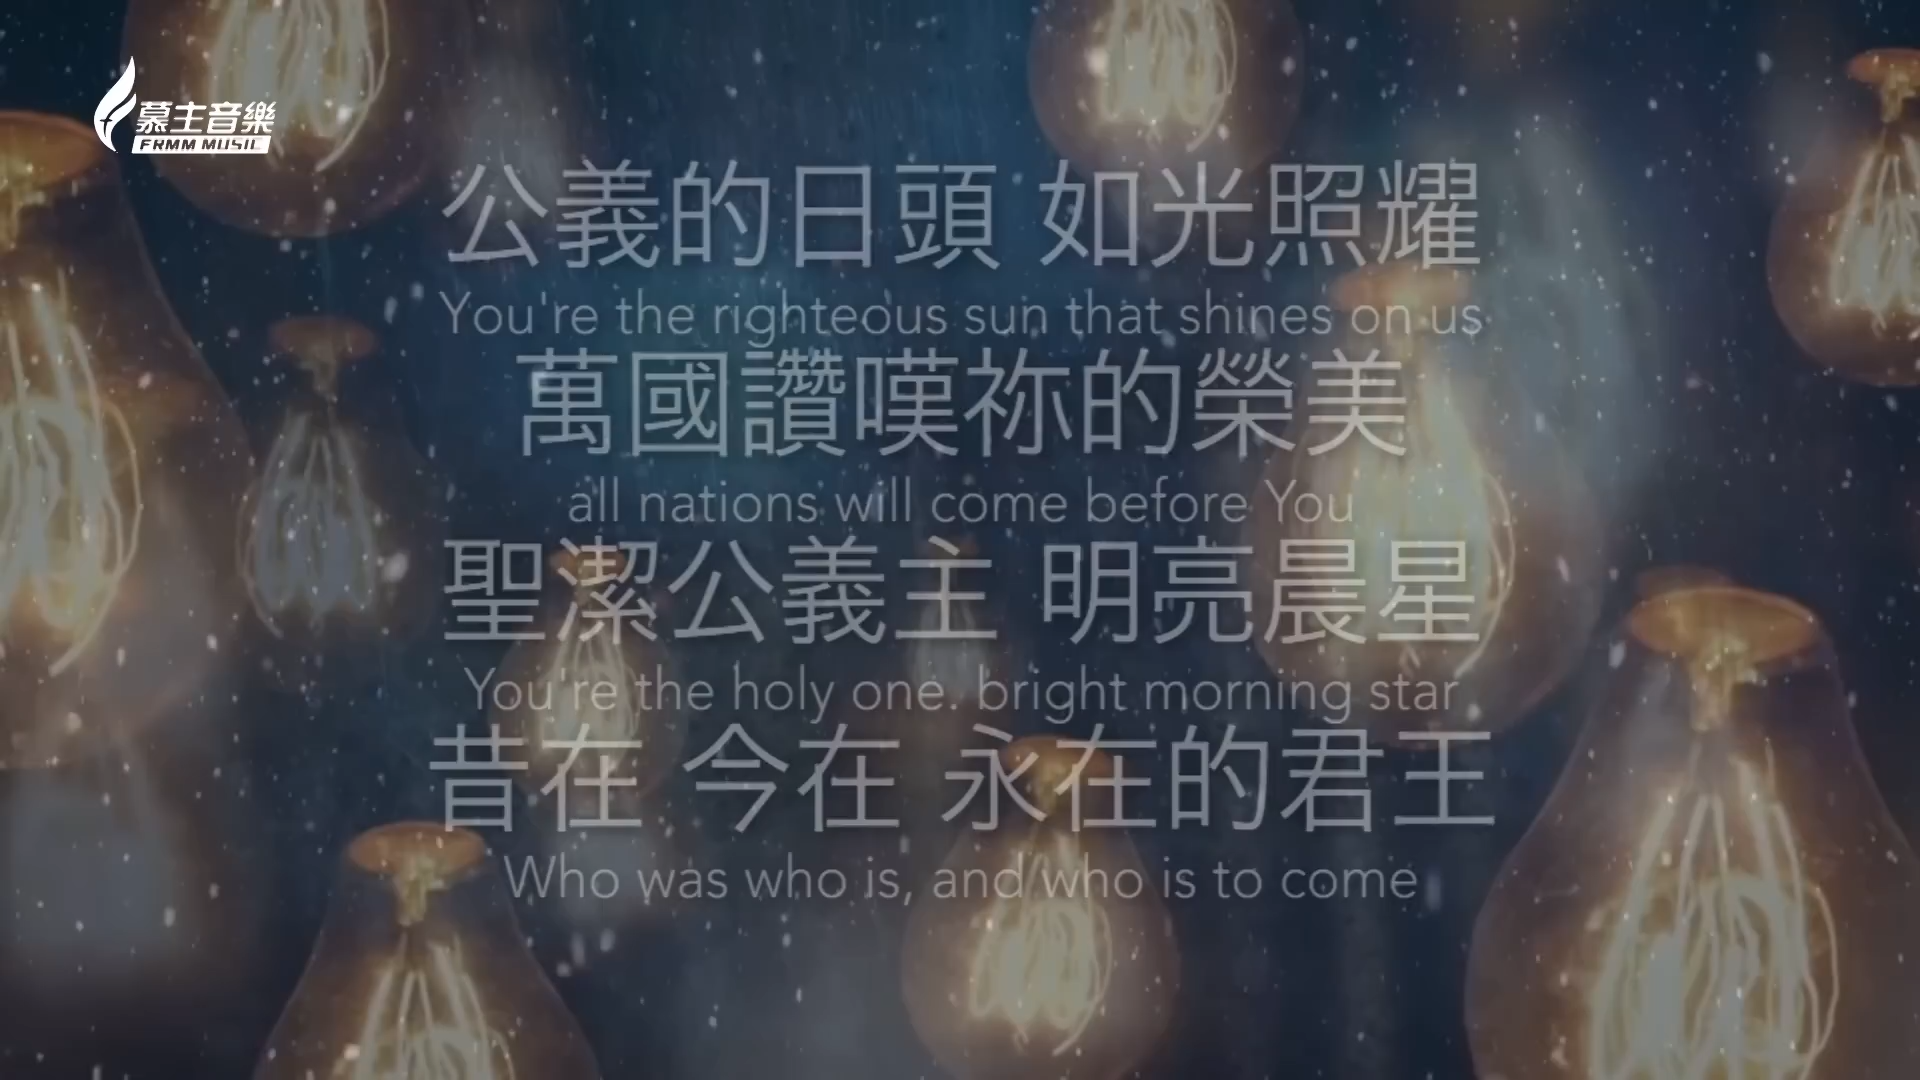 慕主音樂
FRMM MUSIC
公義的日頭 如光照耀
You're the righteous sun that shines on us
萬國讚嘆祢的榮美
all nations will come before You
聖潔公義主 明亮晨星
You're the holy one. bright morning star
昔在 今在 永在的君王
Who was who is, and who is to come